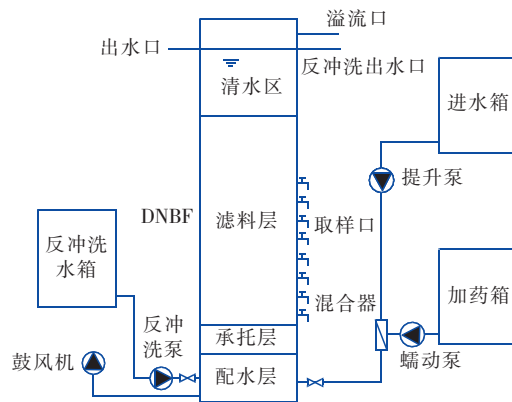 溢流口
出水口
反冲洗出水口
清水区
进水箱
提升泵
DNBF
滤料层
取样口
反冲洗
水箱
混合器
加药箱
反冲
洗泵
承托层
鼓风机
配水层
蠕动泵